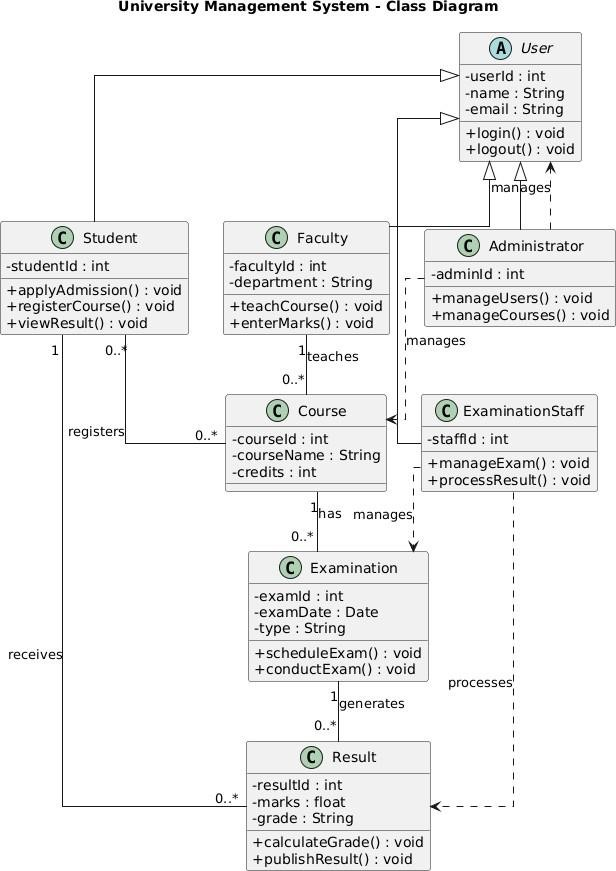 University Management System - Class Diagram
A User
-userId : int
-name : String
-email : String
+login() : void
+logout() : void
manages
C Student
-studentId : int
+applyAdmission() : void
+registerCourse() : void
+viewResult() : void
C Faculty
-facultyId : int
-department : String
+teachCourse() : void
+enterMarks() : void
C Administrator
-adminId : int
+manageUsers() : void
+manageCourses() : void
1
0..*
1
teaches
0..*
manages
registers
0..*
C Course
-courseId : int
-courseName : String
-credits : int
C ExaminationStaff
-staffId : int
+manageExam() : void
+processResult() : void
1
has
0..*
manages
C Examination
-examId : int
-examDate : Date
-type : String
+scheduleExam() : void
+conductExam() : void
receives
processes
1
generates
0..*
0..*
C Result
-resultId : int
-marks : float
-grade : String
+calculateGrade() : void
+publishResult() : void